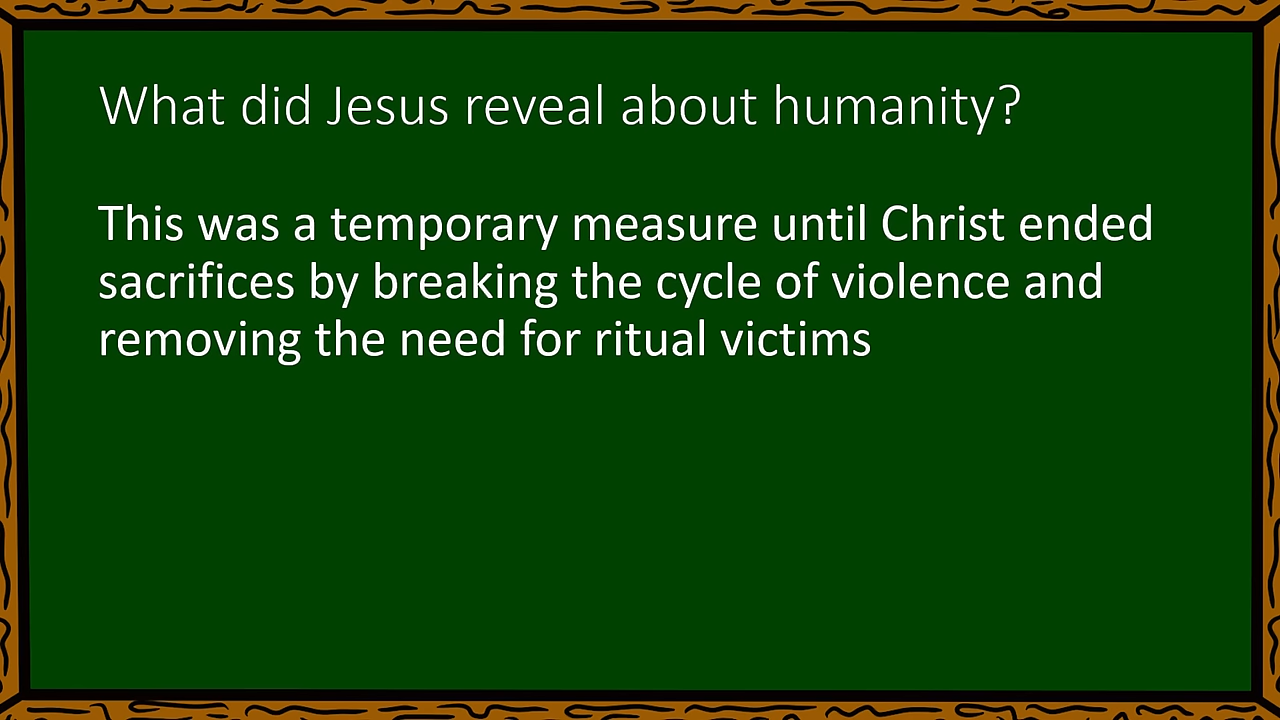 What did Jesus reveal about humanity?
This was a temporary measure until Christ ended
sacrifices by breaking the cycle of violence and
removing the need for ritual victims